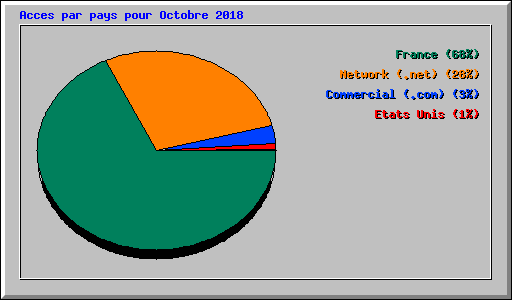 Acces par pays pour Octobre 2018
France (68%)
Network (.net) (28%)
Commercial (.com) (3%)
Etats Unis (1%)